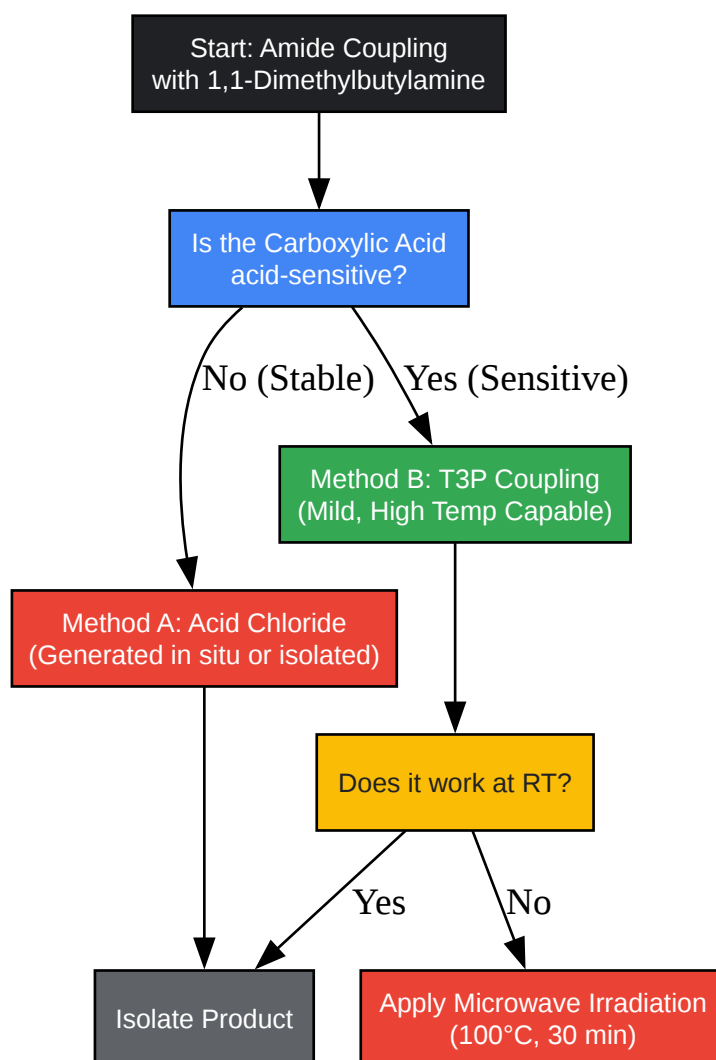 Start: Amide Coupling
with 1,1-Dimethylbutylamine
Is the Carboxylic Acid
acid-sensitive?
No (Stable)
Yes (Sensitive)
Method B: T3P Coupling
(Mild, High Temp Capable)
Method A: Acid Chloride
(Generated in situ or isolated)
Does it work at RT?
Yes
No
Isolate Product
Apply Microwave Irradiation
(100°C, 30 min)